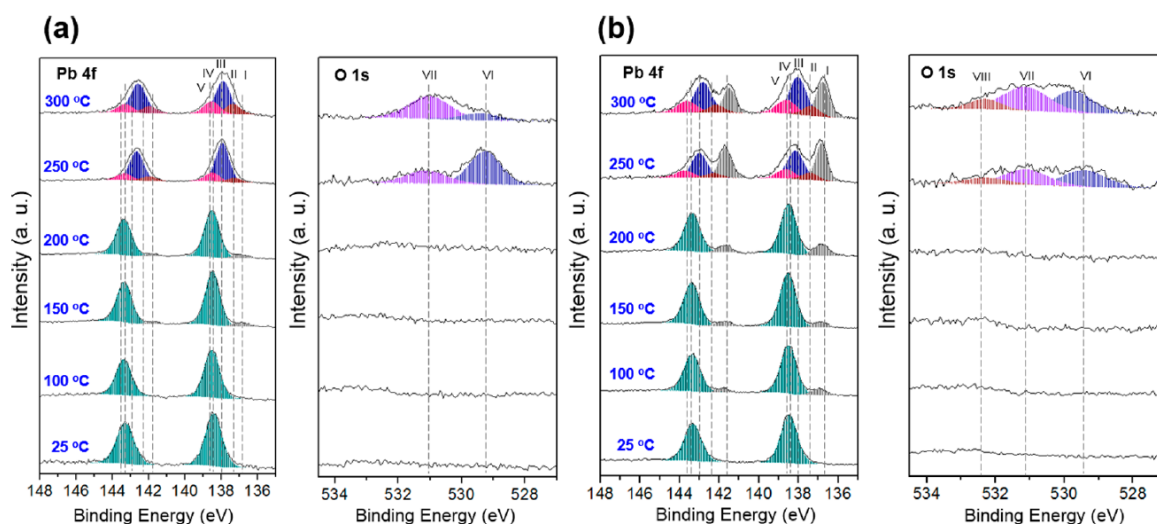 (a)
Pb 4f
V IV III II I
300 °C
250 °C
200 °C
150 °C
100 °C
25 °C
Intensity (a. u.)
148 146 144 142 140 138 136
Binding Energy (eV)
O 1s
VII VI
Intensity (a. u.)
534 532 530 528
Binding Energy (eV)
(b)
Pb 4f
V IV III II I
300 °C
250 °C
200 °C
150 °C
100 °C
25 °C
Intensity (a. u.)
148 146 144 142 140 138 136
Binding Energy (eV)
O 1s
VIII VII VI
Intensity (a. u.)
534 532 530 528
Binding Energy (eV)